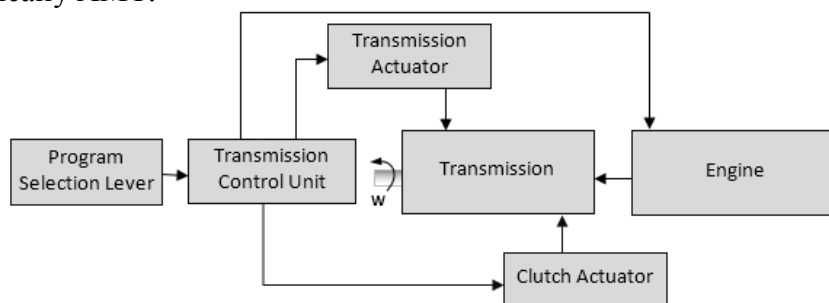 Transmission
Actuator
Program
Selection Lever
Transmission
Control Unit
W
Transmission
Engine
Clutch Actuator